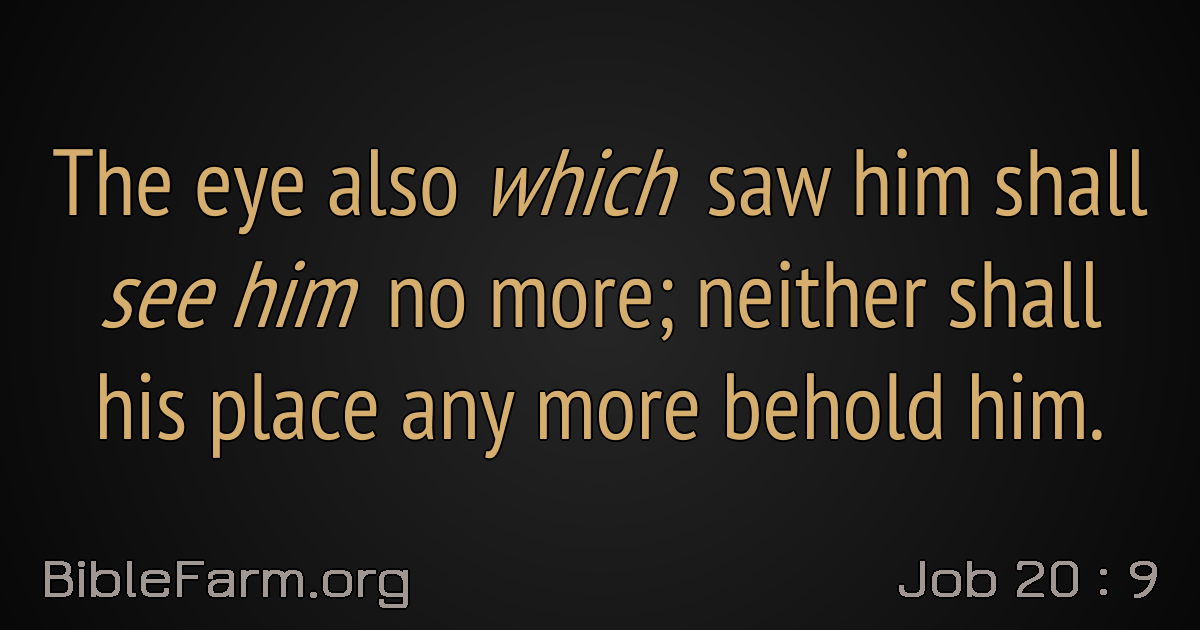 The eye also which saw him shall
see him no more; neither shall
his place any more behold him.
BibleFarm.org
Job 20 : 9